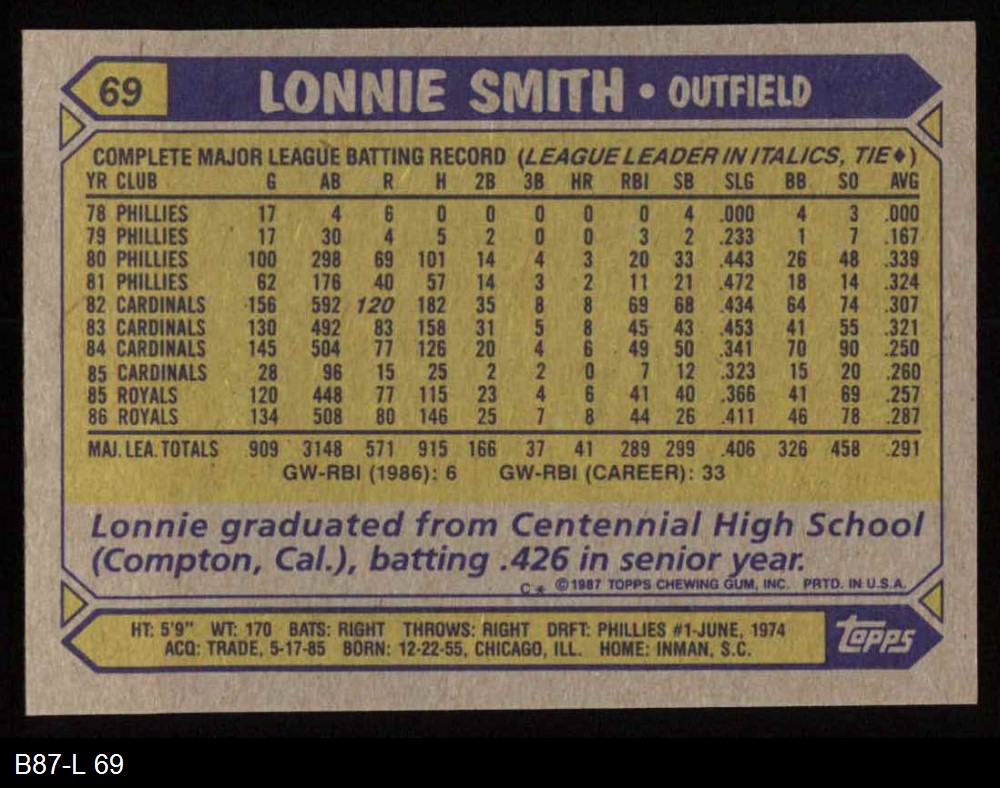 69 LONNIE SMITH • OUTFIELD
COMPLETE MAJOR LEAGUE BATTING RECORD (LEAGUE LEADER IN ITALICS, TIE♦)
YR CLUB G AB R H 2B 3B HR RBI SB SLG BB SO AVG
78 PHILLIES 17 4 6 0 0 0 0 0 4 .000 4 3 .000
79 PHILLIES 17 30 4 5 2 0 0 3 2 .233 1 7 .167
80 PHILLIES 100 298 69 101 14 4 3 20 33 .443 26 48 .339
81 PHILLIES 62 176 40 57 14 3 2 11 21 .472 18 14 .324
82 CARDINALS 156 592 120 182 35 8 8 69 68 .434 64 74 .307
83 CARDINALS 130 492 83 158 31 5 8 45 43 .453 41 55 .321
84 CARDINALS 145 504 77 126 20 4 6 49 50 .341 70 90 .250
85 CARDINALS 28 96 15 25 2 2 0 7 12 .323 15 20 .260
85 ROYALS 120 448 77 115 23 4 6 41 40 .366 41 69 .257
86 ROYALS 134 508 80 146 25 7 8 44 26 .411 46 78 .287
MAJ. LEA. TOTALS 909 3148 571 915 166 37 41 289 299 .406 326 458 .291
GW-RBI (1986): 6 GW-RBI (CAREER): 33
Lonnie graduated from Centennial High School
(Compton, Cal.), batting .426 in senior year.
C* ©1987 TOPPS CHEWING GUM, INC. PRTD. IN U.S.A.
HT: 5'9" WT: 170 BATS: RIGHT THROWS: RIGHT DRFT: PHILLIES #1-JUNE, 1974
ACQ: TRADE, 5-17-85 BORN: 12-22-55, CHICAGO, ILL. HOME: INMAN, S.C.
topps
B87-L 69